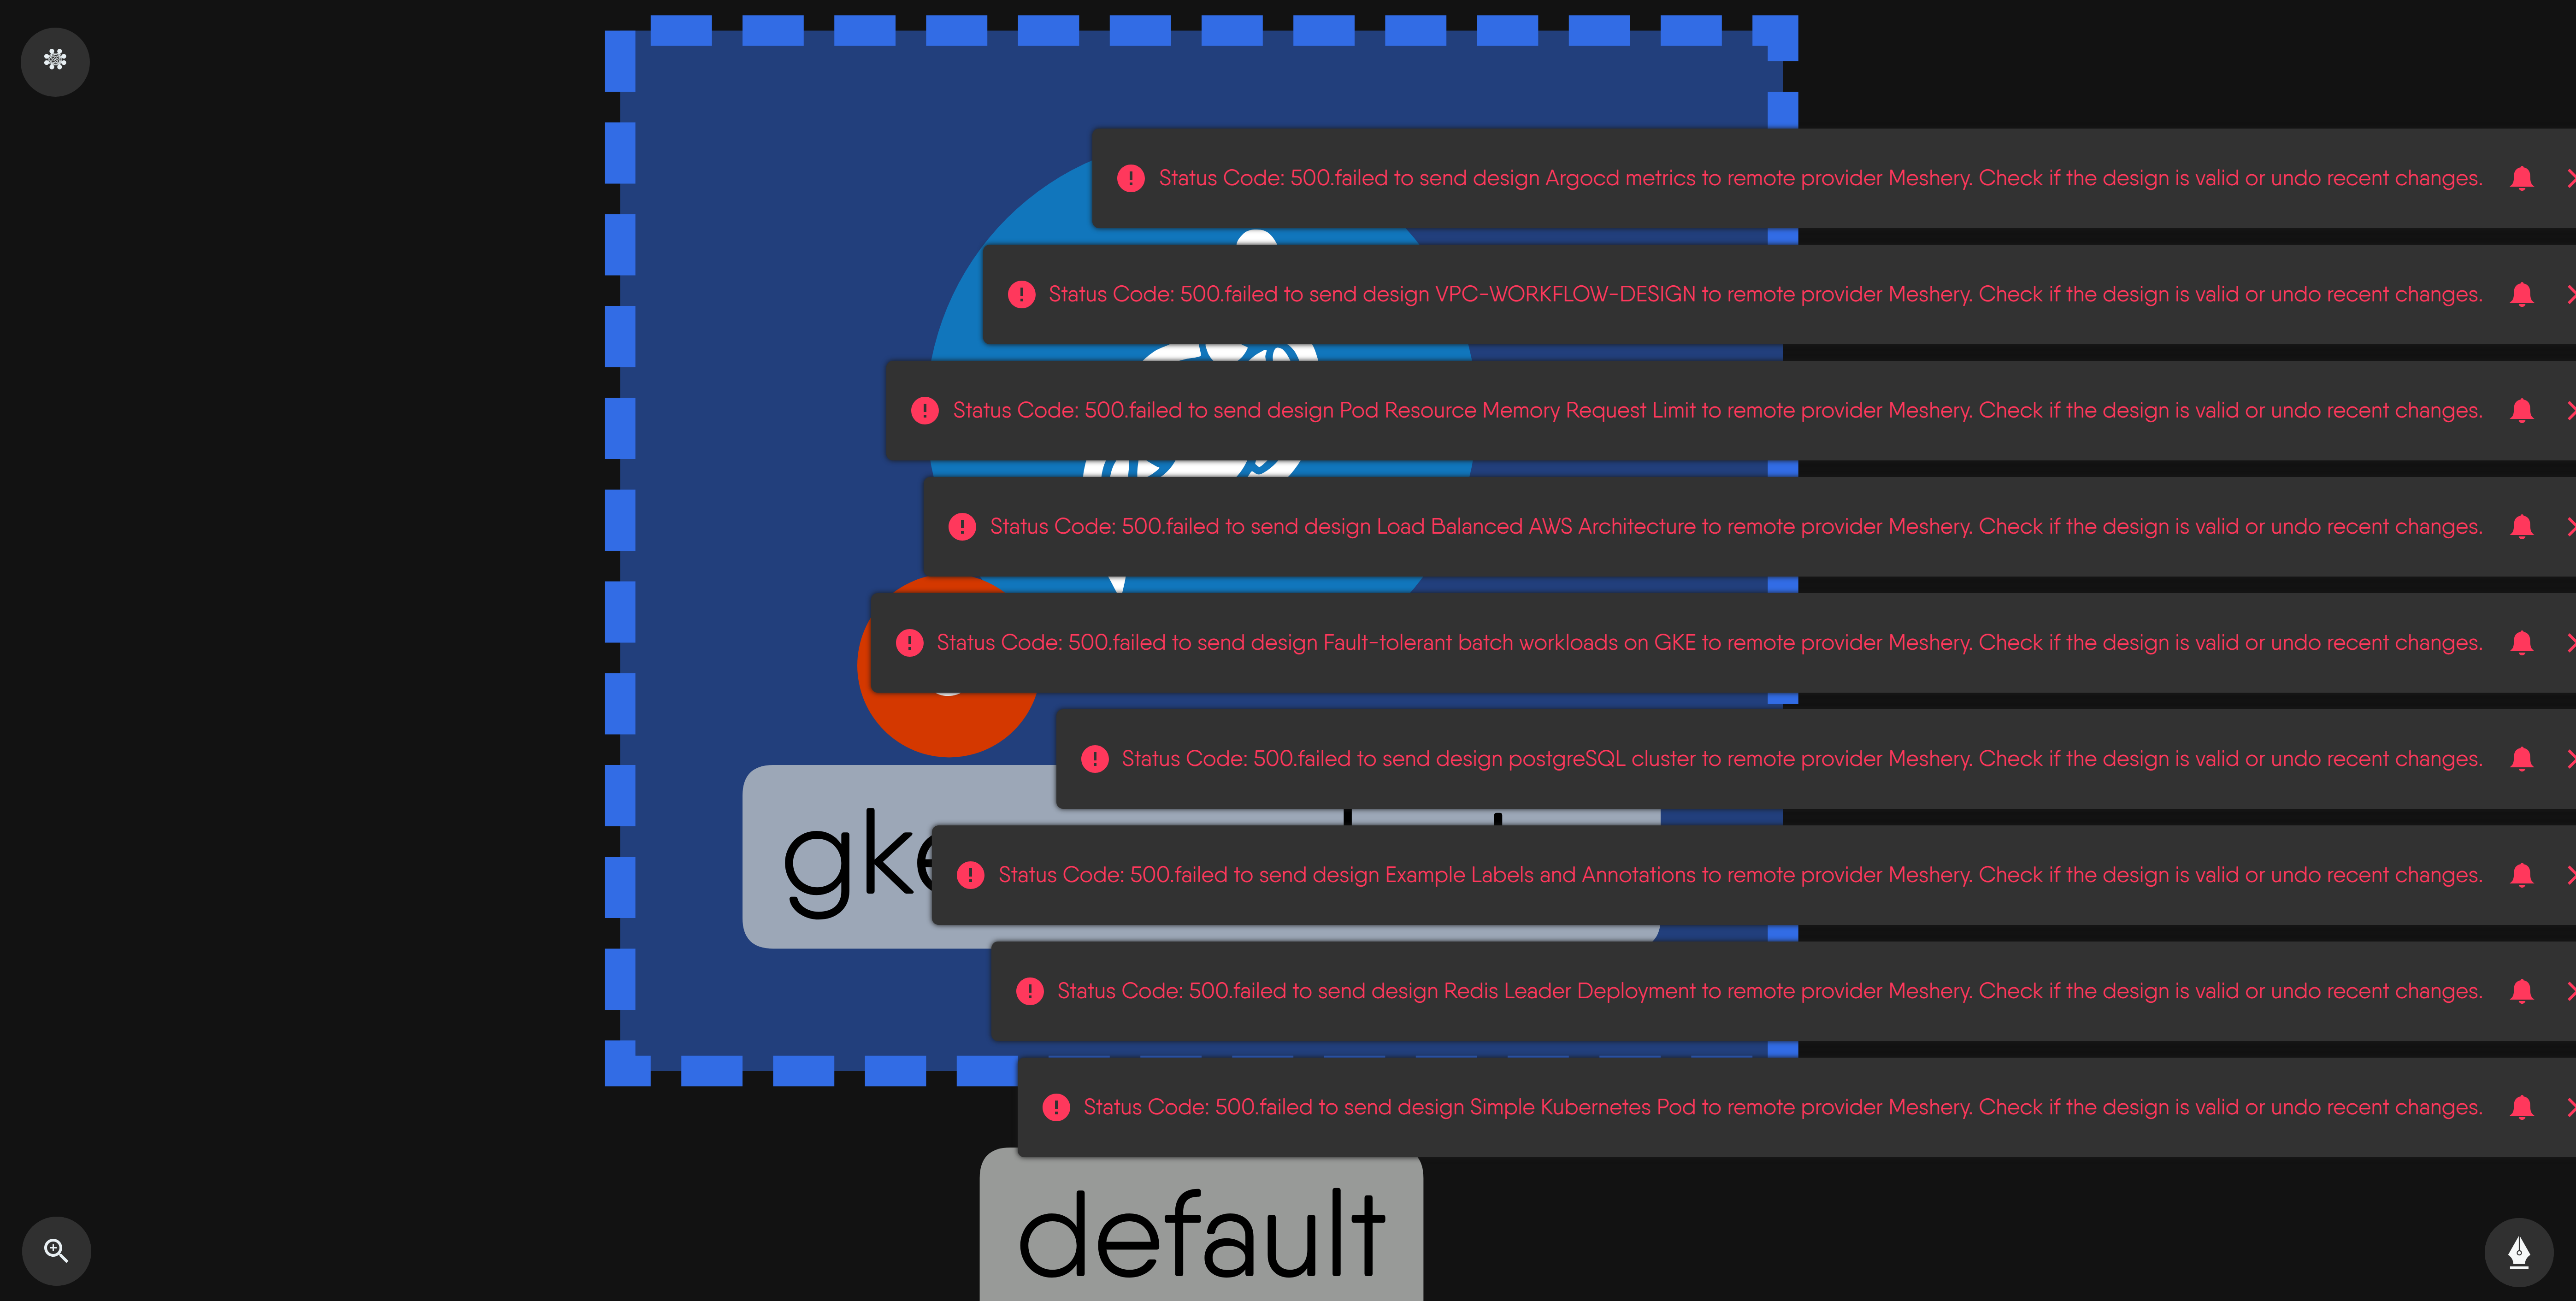 Status Code: 500.failed to send design Argocd metrics to remote provider Meshery. Check if the design is valid or undo recent changes.
Status Code: 500.failed to send design VPC-WORKFLOW-DESIGN to remote provider Meshery. Check if the design is valid or undo recent changes.
Status Code: 500.failed to send design Pod Resource Memory Request Limit to remote provider Meshery. Check if the design is valid or undo recent changes.
Status Code: 500.failed to send design Load Balanced AWS Architecture to remote provider Meshery. Check if the design is valid or undo recent changes.
Status Code: 500.failed to send design Fault-tolerant batch workloads on GKE to remote provider Meshery. Check if the design is valid or undo recent changes.
Status Code: 500.failed to send design postgreSQL cluster to remote provider Meshery. Check if the design is valid or undo recent changes.
Status Code: 500.failed to send design Example Labels and Annotations to remote provider Meshery. Check if the design is valid or undo recent changes.
Status Code: 500.failed to send design Redis Leader Deployment to remote provider Meshery. Check if the design is valid or undo recent changes.
Status Code: 500.failed to send design Simple Kubernetes Pod to remote provider Meshery. Check if the design is valid or undo recent changes.
default